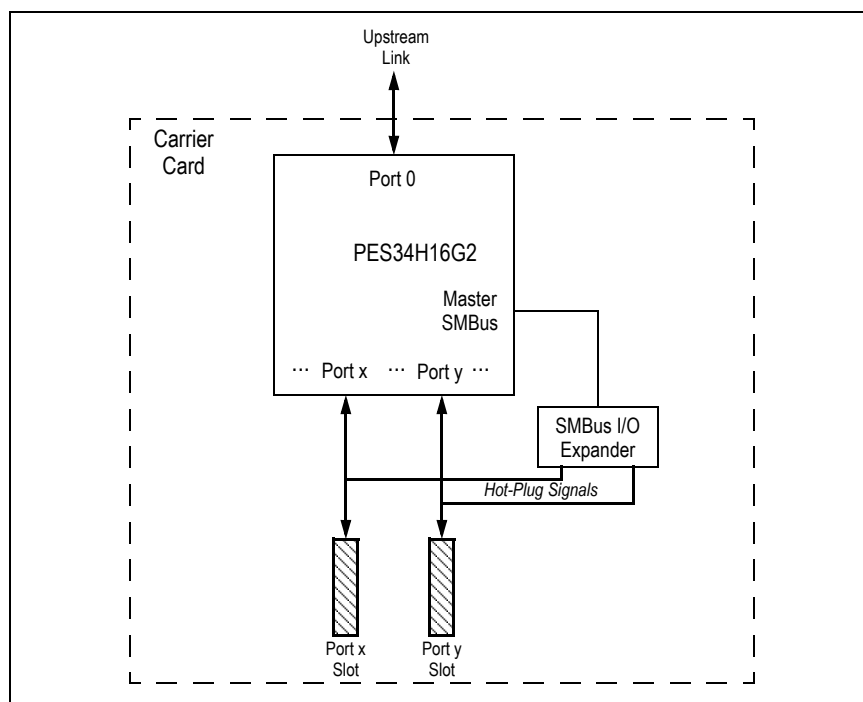 Upstream
Link
Carrier
Card
Port 0
PES34H16G2
Master
SMBus
··· Port x ··· Port y ···
SMBus I/O
Expander
Hot-Plug Signals
Port x
Slot
Port y
Slot